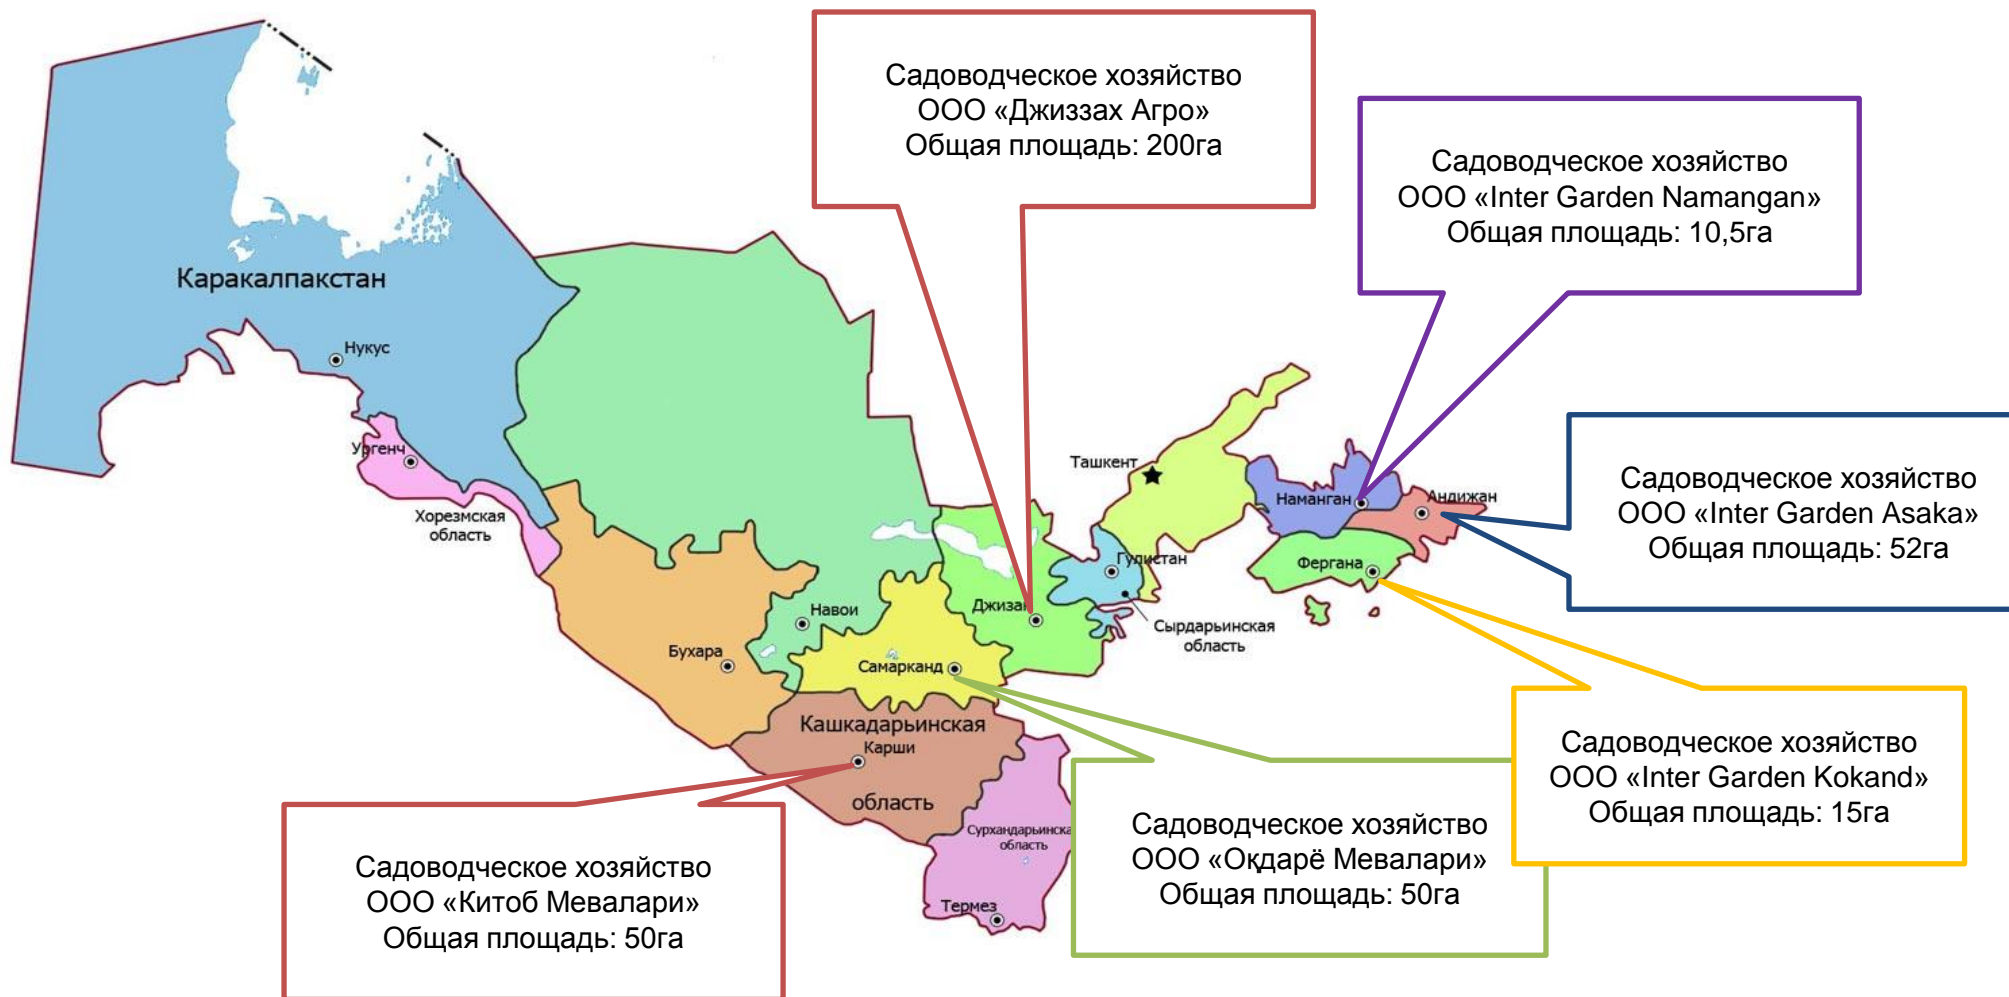 Садоводческое хозяйство
ООО «Джиззах Агро»
Общая площадь: 200га
Садоводческое хозяйство
ООО «Inter Garden Namangan»
Общая площадь: 10,5га
Каракалпакстан
Нукус
Ургенч
Хорезмская
область
Ташкент
Наманган
Андижан
Садоводческое хозяйство
ООО «Inter Garden Asaka»
Общая площадь: 52га
Гулистан
Фергана
Навои
Джизак
Сырдарьинская
область
Бухара
Самарканд
Кашкадарьинская
Карши
область
Садоводческое хозяйство
ООО «Inter Garden Kokand»
Общая площадь: 15га
Сурхандарьинска
область
Садоводческое хозяйство
ООО «Оқдарё Мевалари»
Общая площадь: 50га
Садоводческое хозяйство
ООО «Китоб Мевалари»
Общая площадь: 50га
Термез